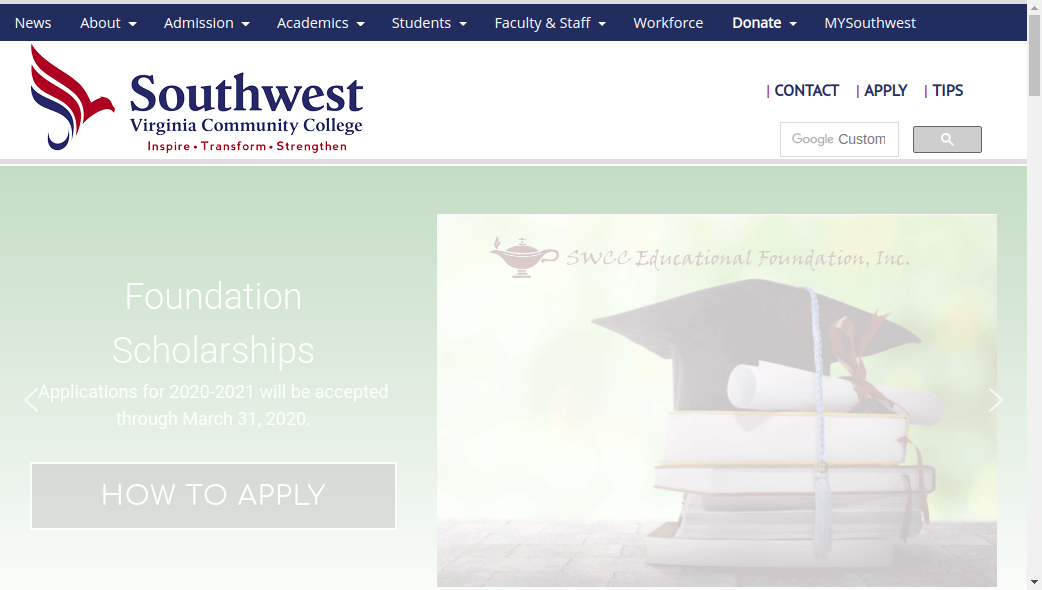 News About Admission Academics Students Faculty & Staff Workforce Donate MYSouthwest
Southwest
Virginia Community College
Inspire • Transform • Strengthen
| CONTACT | APPLY | TIPS
Google Custom
SWCC Educational Foundation, Inc.
Foundation
Scholarships
Applications for 2020-2021 will be accepted
through March 31, 2020.
HOW TO APPLY